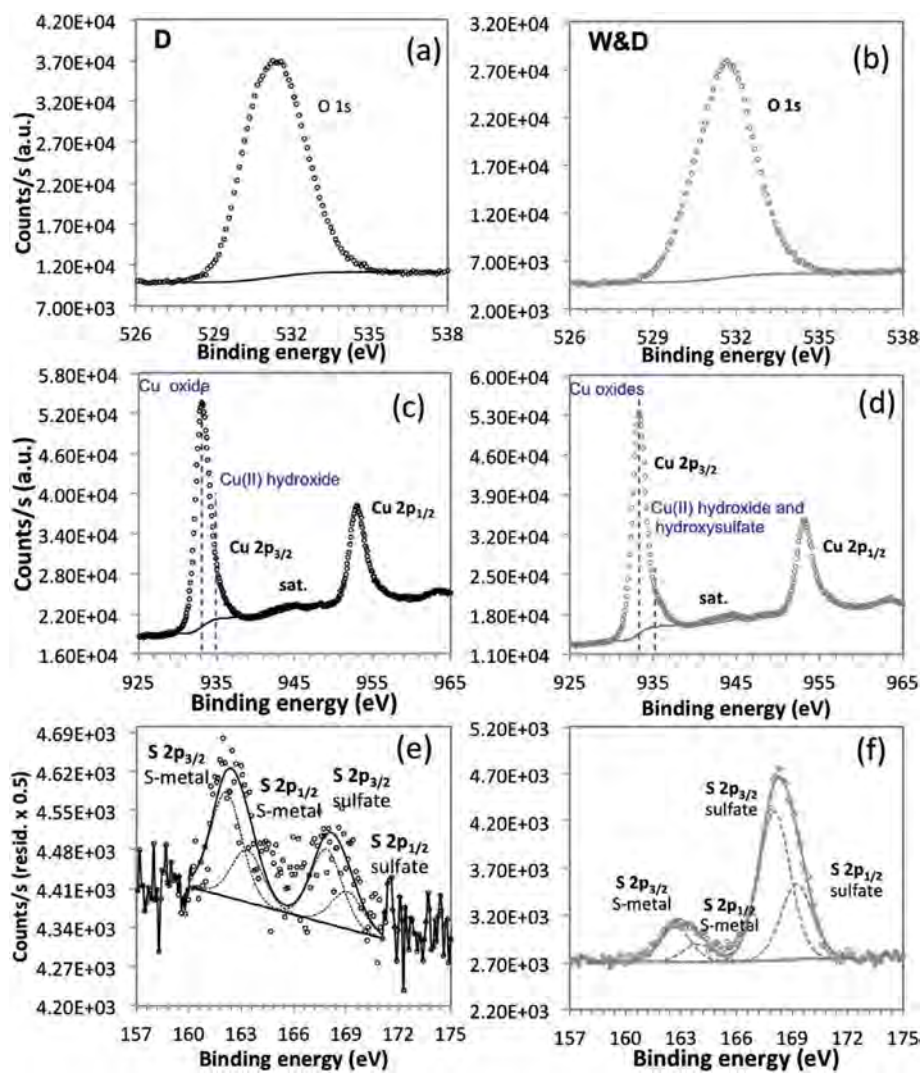 D
(a)
O 1s
Counts/s (a.u.)
4.20E+04
3.70E+04
3.20E+04
2.70E+04
2.20E+04
1.70E+04
1.20E+04
7.00E+03
526
529
532
535
538
Binding energy (eV)
W&D
(b)
O 1s
3.20E+04
2.70E+04
2.20E+04
1.70E+04
1.20E+04
7.00E+03
2.00E+03
526
529
532
535
538
Binding energy (eV)
Cu oxide
(c)
Cu(II) hydroxide
Cu 2p1/2
Cu 2p3/2
sat.
Counts/s (a.u.)
5.80E+04
5.20E+04
4.60E+04
4.00E+04
3.40E+04
2.80E+04
2.20E+04
1.60E+04
925
935
945
955
965
Binding energy (eV)
Cu oxides
(d)
Cu 2p3/2
Cu(II) hydroxide and
hydroxysulfate
Cu 2p1/2
sat.
6.00E+04
5.30E+04
4.60E+04
3.90E+04
3.20E+04
2.50E+04
1.80E+04
1.10E+04
925
935
945
955
965
Binding energy (eV)
(e)
S 2p3/2
S-metal
S 2p1/2
S-metal
S 2p3/2
sulfate
S 2p1/2
sulfate
Counts/s (resid. x 0.5)
4.69E+03
4.62E+03
4.55E+03
4.48E+03
4.41E+03
4.34E+03
4.27E+03
4.20E+03
157
160
163
166
169
172
175
Binding energy (eV)
(f)
S 2p3/2
sulfate
S 2p1/2
sulfate
S 2p3/2
S-metal
S 2p1/2
S-metal
5.20E+03
4.70E+03
4.20E+03
3.70E+03
3.20E+03
2.70E+03
2.20E+03
157
160
163
166
169
172
175
Binding energy (eV)